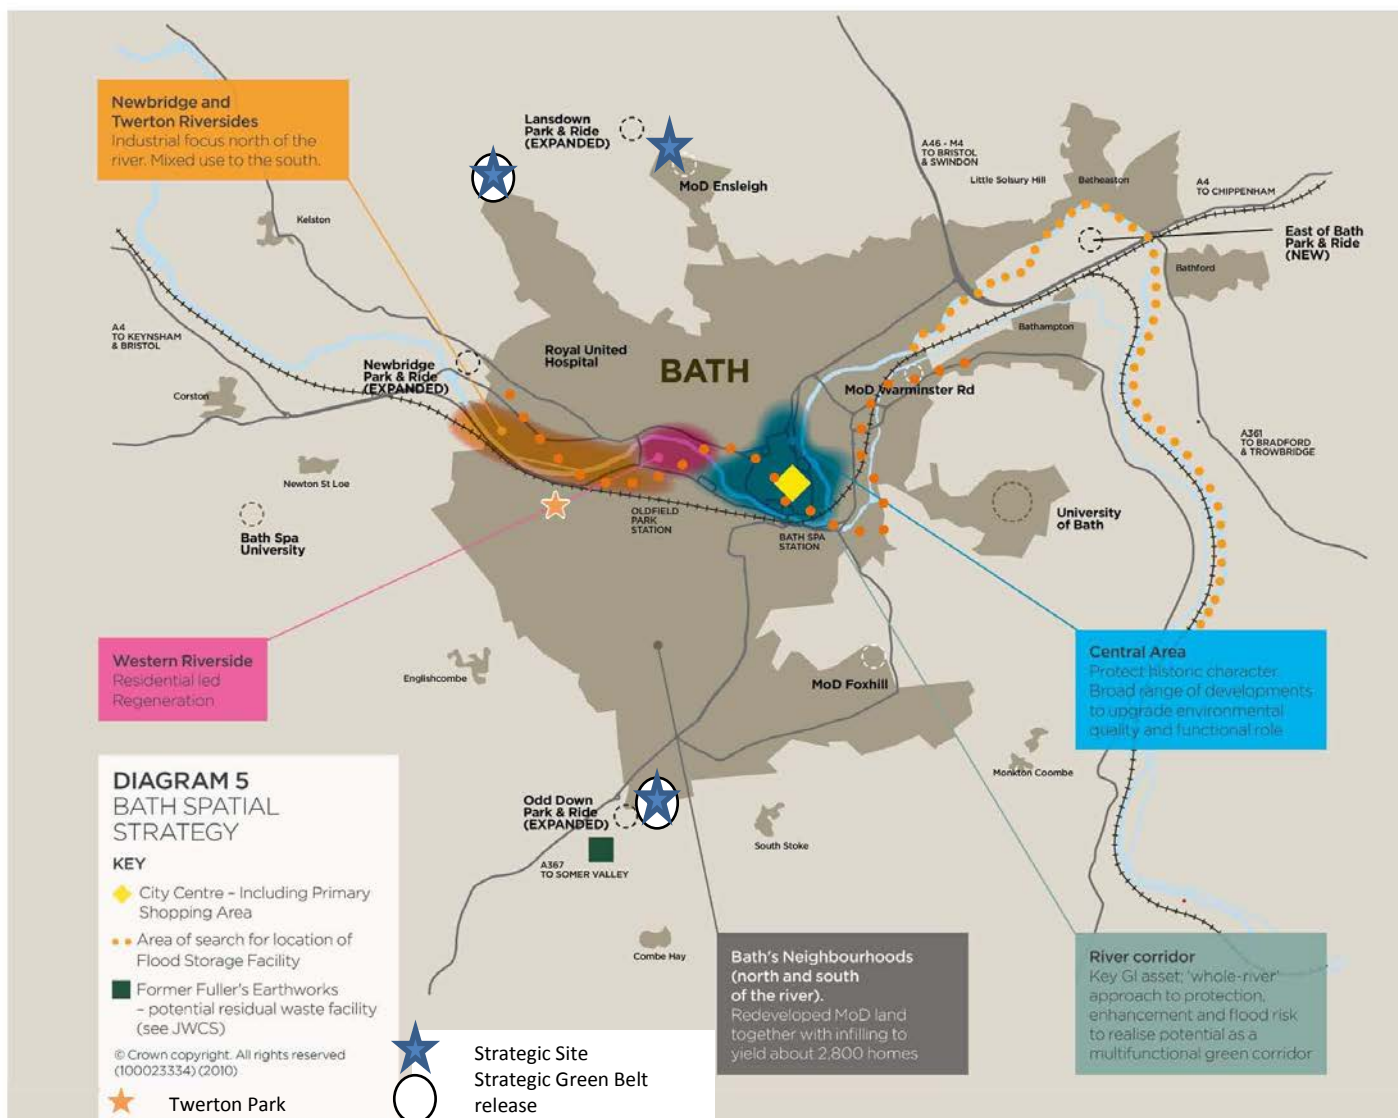 Newbridge and
Twerton Riversides
Industrial focus north of the
river. Mixed use to the south.
Lansdown
Park & Ride
(EXPANDED)
MoD Ensleigh
A46 - M4
TO BRISTOL
& SWINDON
Little Solsury Hill
Batheaston
A4
TO CHIPPENHAM
Kelston
East of Bath
Park & Ride
(NEW)
Bathford
A4
TO KEYNSHAM
& BRISTOL
Bathampton
Royal United
Hospital
BATH
Newbridge
Park & Ride
(EXPANDED)
MoD Warminster Rd
Corston
A361
TO BRADFORD
& TROWBRIDGE
Newton St Loe
Bath Spa
University
OLDFIELD
PARK
STATION
BATH SPA
STATION
University
of Bath
Western Riverside
Residential led
Regeneration
Englishcombe
MoD Foxhill
Central Area
Protect historic character
Broad range of developments
to upgrade environmental
quality and functional role
Monkton Coombe
Odd Down
Park & Ride
(EXPANDED)
South Stoke
A367
TO SOMER VALLEY
Combe Hay
DIAGRAM 5
BATH SPATIAL
STRATEGY
KEY
City Centre – Including Primary
Shopping Area
Area of search for location of
Flood Storage Facility
Former Fuller's Earthworks
– potential residual waste facility
(see JWCS)
© Crown copyright. All rights reserved
(100023334) (2010)
Twerton Park
Strategic Site
Strategic Green Belt
release
Bath's Neighbourhoods
(north and south
of the river).
Redeveloped MoD land
together with infilling to
yield about 2,800 homes
River corridor
Key GI asset; 'whole-river'
approach to protection,
enhancement and flood risk
to realise potential as a
multifunctional green corridor